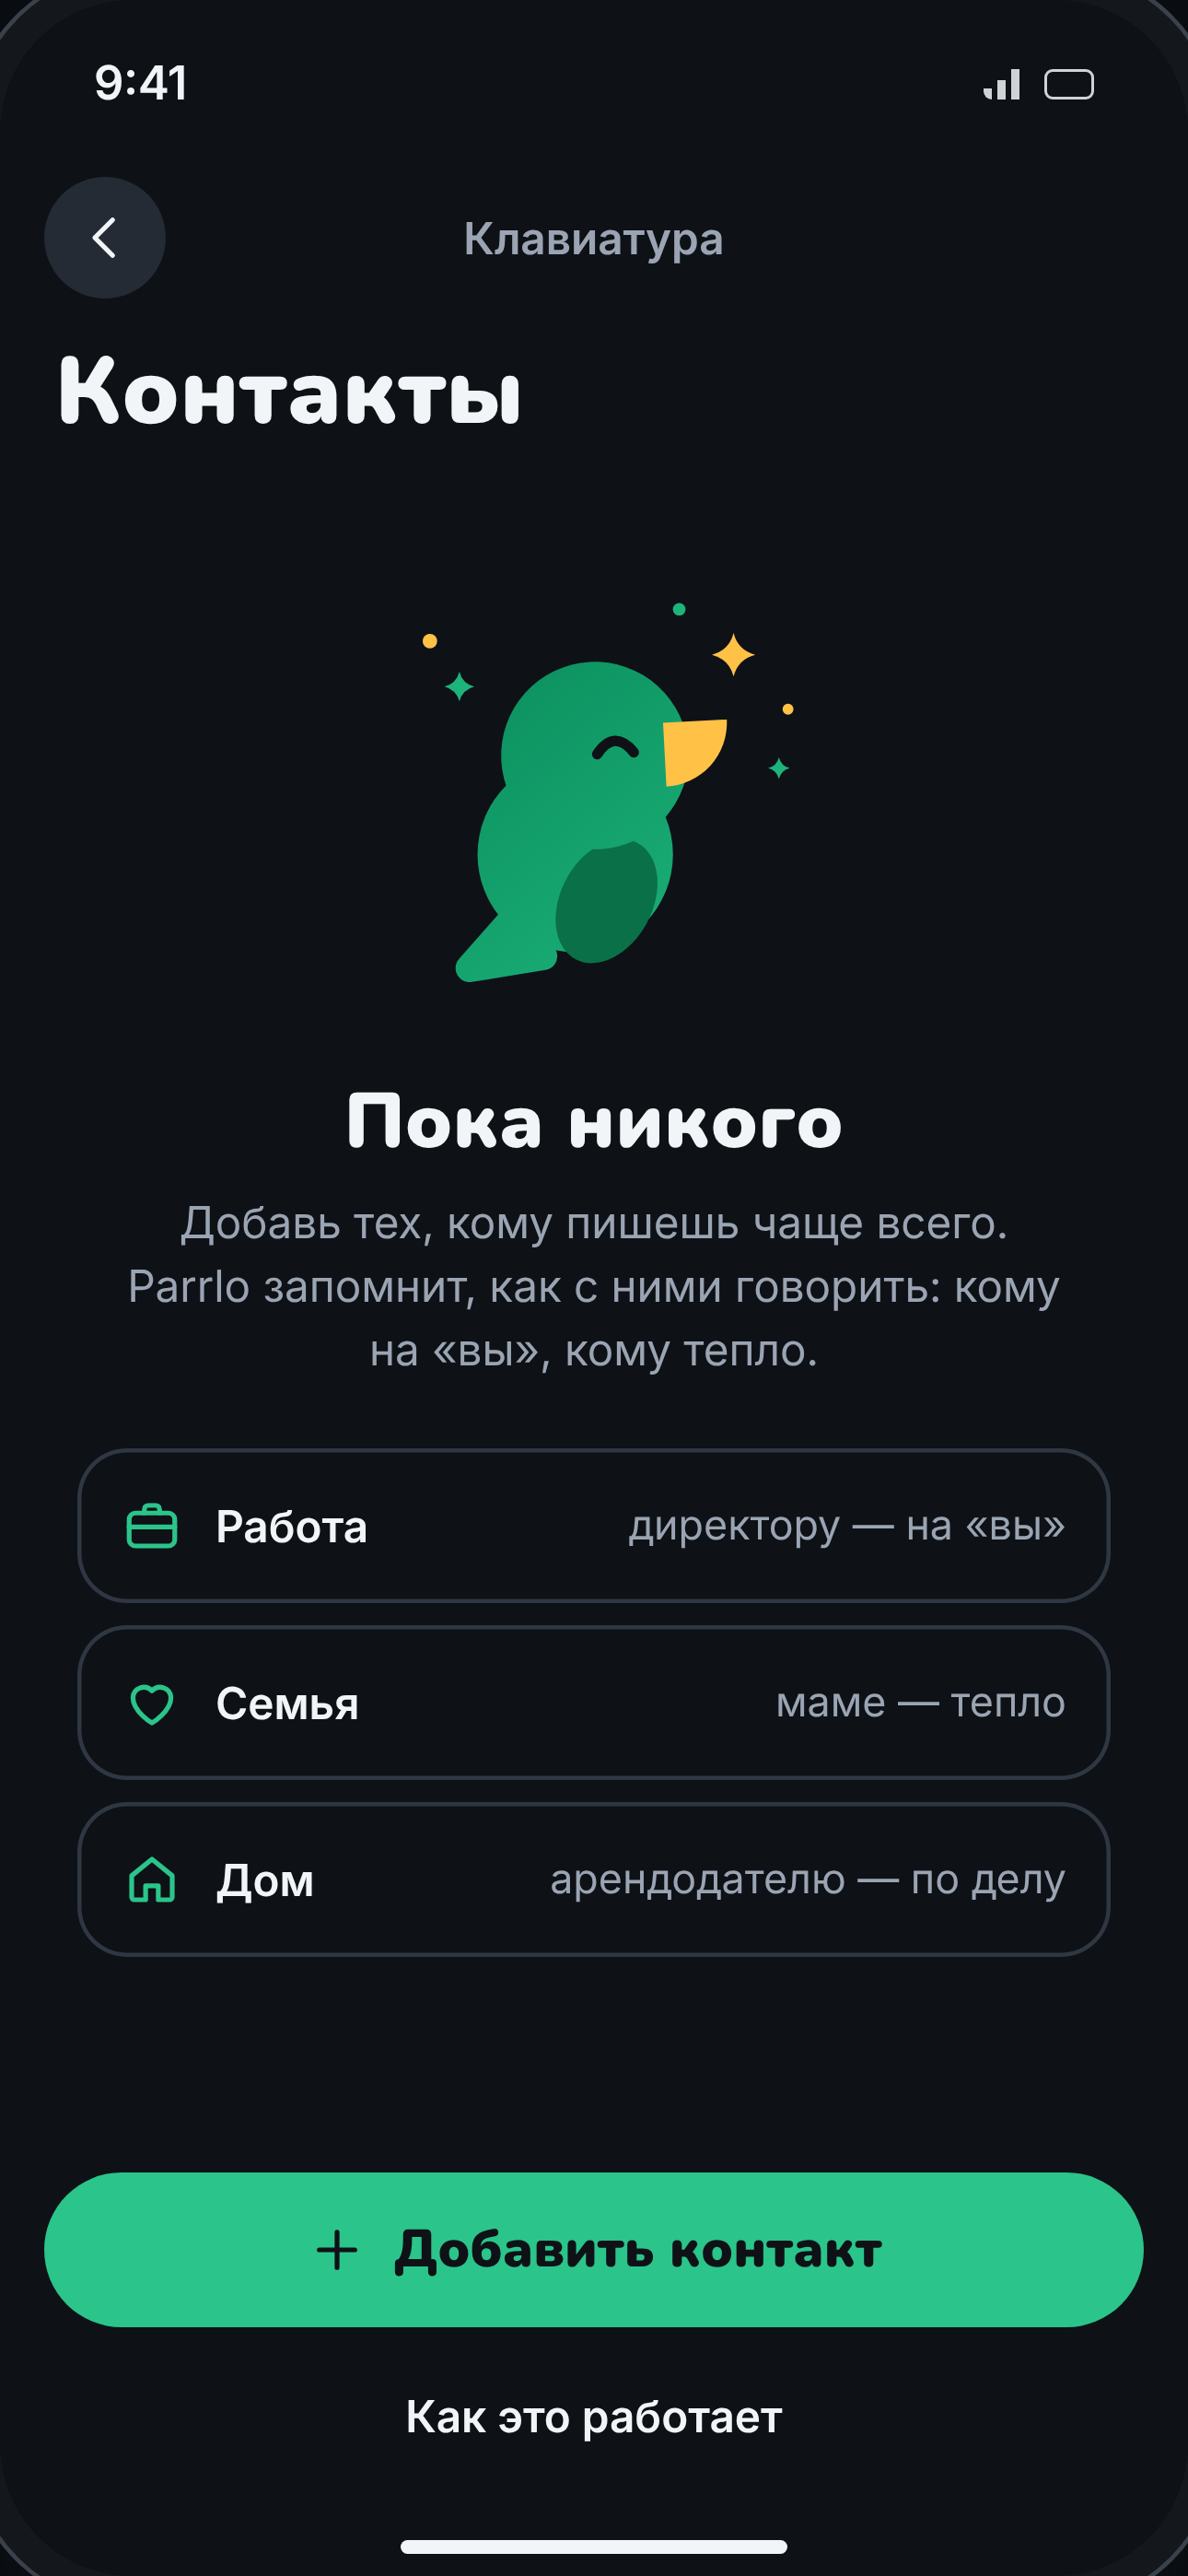 9:41
Клавиатура
Контакты
Пока никого
Добавь тех, кому пишешь чаще всего.
Parrlo запомнит, как с ними говорить: кому
на «вы», кому тепло.
Работа директору — на «вы»
Семья маме — тепло
Дом арендодателю — по делу
Добавить контакт
Как это работает